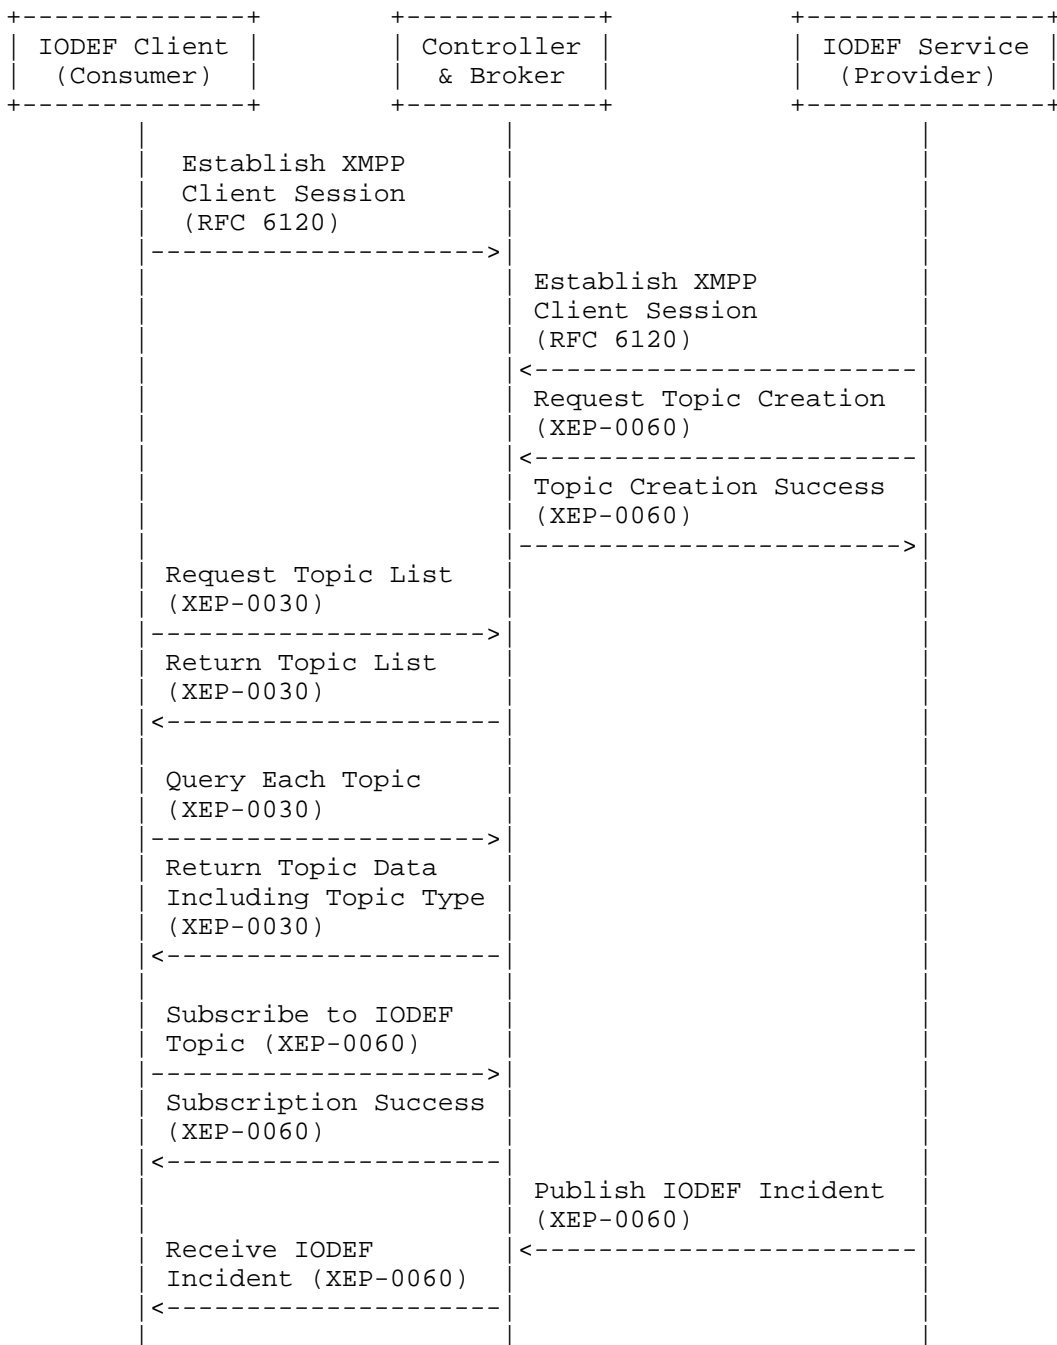 IODEF Client Controller IODEF Service
(Consumer) & Broker (Provider)
Establish XMPP
Client Session
(RFC 6120)
Establish XMPP
Client Session
(RFC 6120)
Request Topic Creation
(XEP-0060)
Topic Creation Success
(XEP-0060)
Request Topic List
(XEP-0030)
Return Topic List
(XEP-0030)
Query Each Topic
(XEP-0030)
Return Topic Data
Including Topic Type
(XEP-0030)
Subscribe to IODEF
Topic (XEP-0060)
Subscription Success
(XEP-0060)
Publish IODEF Incident
(XEP-0060)
Receive IODEF
Incident (XEP-0060)